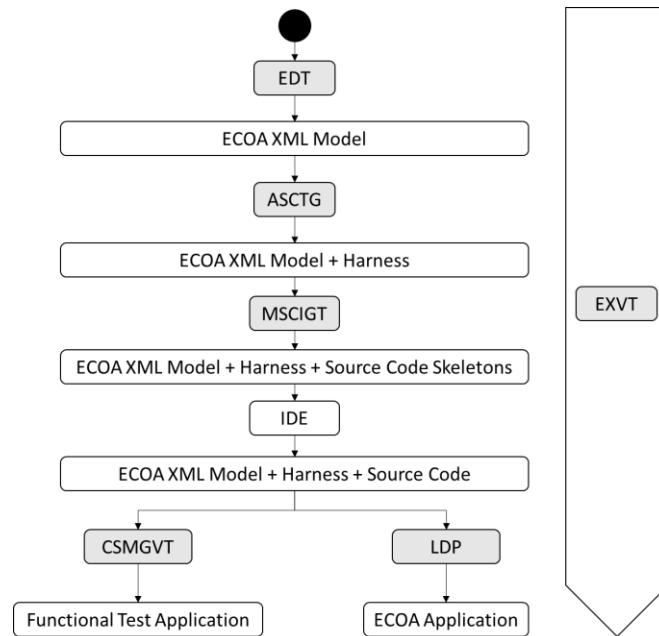 EDT
ECOA XML Model
ASCTG
ECOA XML Model + Harness
EXVT
MSCIGT
ECOA XML Model + Harness + Source Code Skeletons
IDE
ECOA XML Model + Harness + Source Code
CSMGVT
LDP
Functional Test Application
ECOA Application